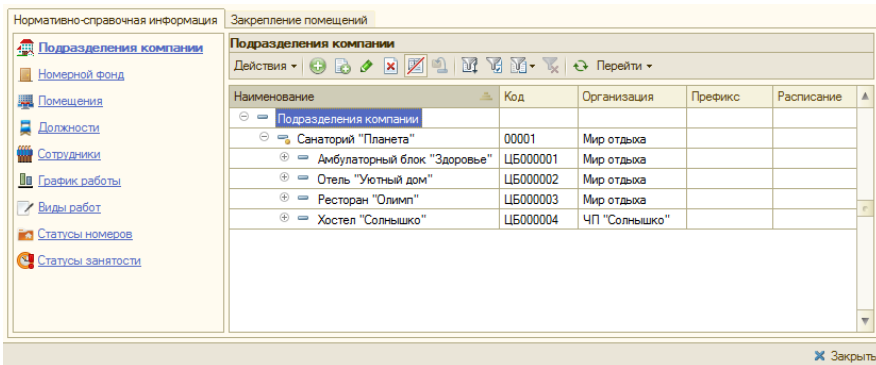 Нормативно-справочная информация Закрепление помещений
Подразделения компании
Номерной фонд
Помещения
Должности
Сотрудники
График работы
Виды работ
Статусы номеров
Статусы занятости
Подразделения компании
Действия Перейти
Наименование Код Организация Префикс Расписание
Подразделения компании
Санаторий "Планета" 00001 Мир отдыха
Амбулаторный блок "Здоровье" ЦБ000001 Мир отдыха
Отель "Уютный дом" ЦБ000002 Мир отдыха
Ресторан "Олимп" ЦБ000003 Мир отдыха
Хостел "Солнышко" ЦБ000004 ЧП "Солнышко"
Закрыть